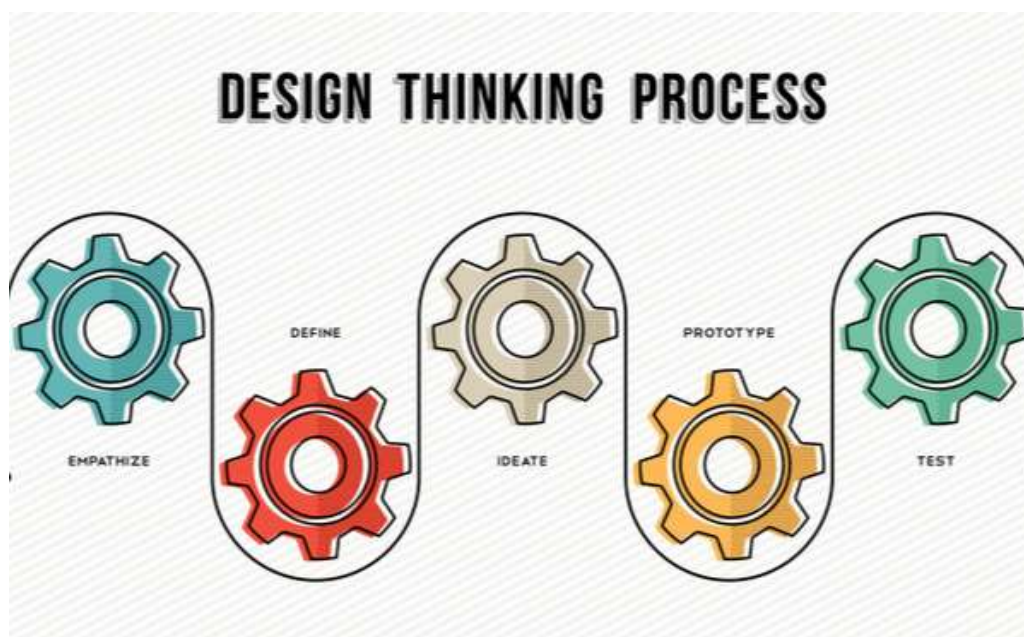 DESIGN THINKING PROCESS
EMPATHIZE
DEFINE
IDEATE
PROTOTYPE
TEST